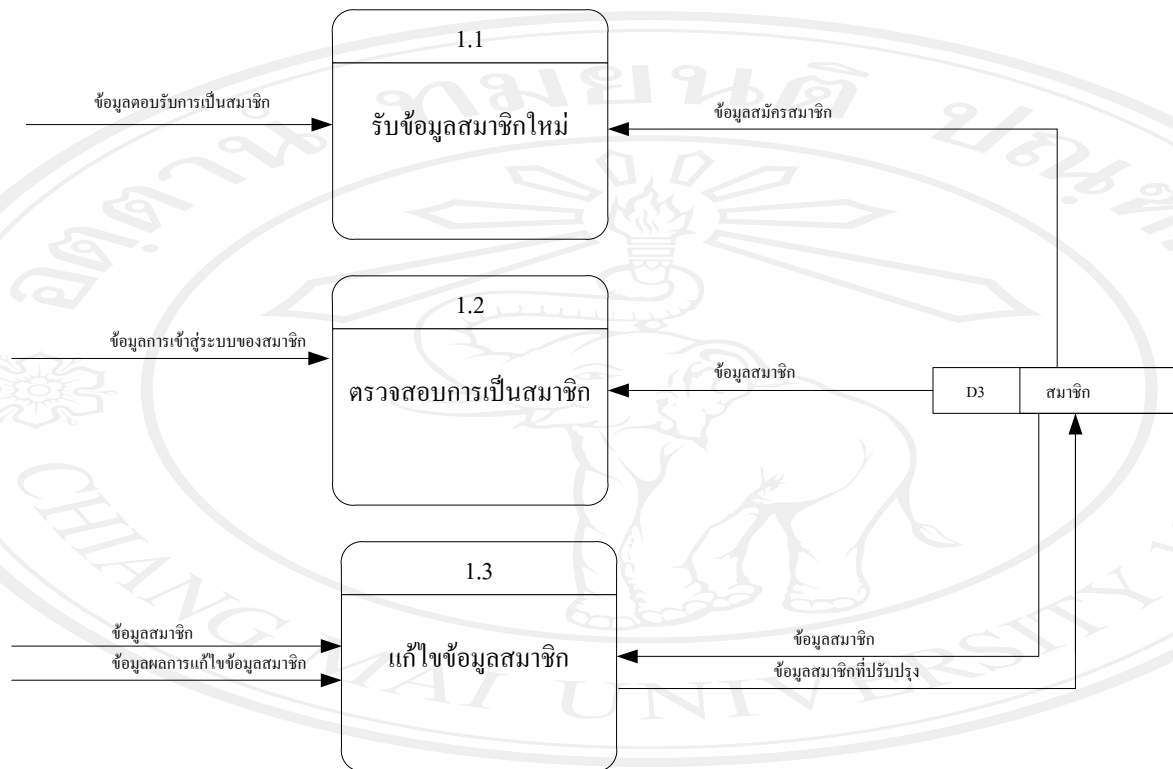 1.1
ข้อมูลตอบรับการเป็นสมาชิก
รับข้อมูลสมาชิกใหม่
ข้อมูลสมัครสมาชิก
1.2
ข้อมูลการเข้าสู่ระบบของสมาชิก
ตรวจสอบการเป็นสมาชิก
ข้อมูลสมาชิก
D3
สมาชิก
1.3
ข้อมูลสมาชิก
ข้อมูลผลการแก้ไขข้อมูลสมาชิก
แก้ไขข้อมูลสมาชิก
ข้อมูลสมาชิก
ข้อมูลสมาชิกที่ปรับปรุง
CHIANG MAI UNIVERSITY